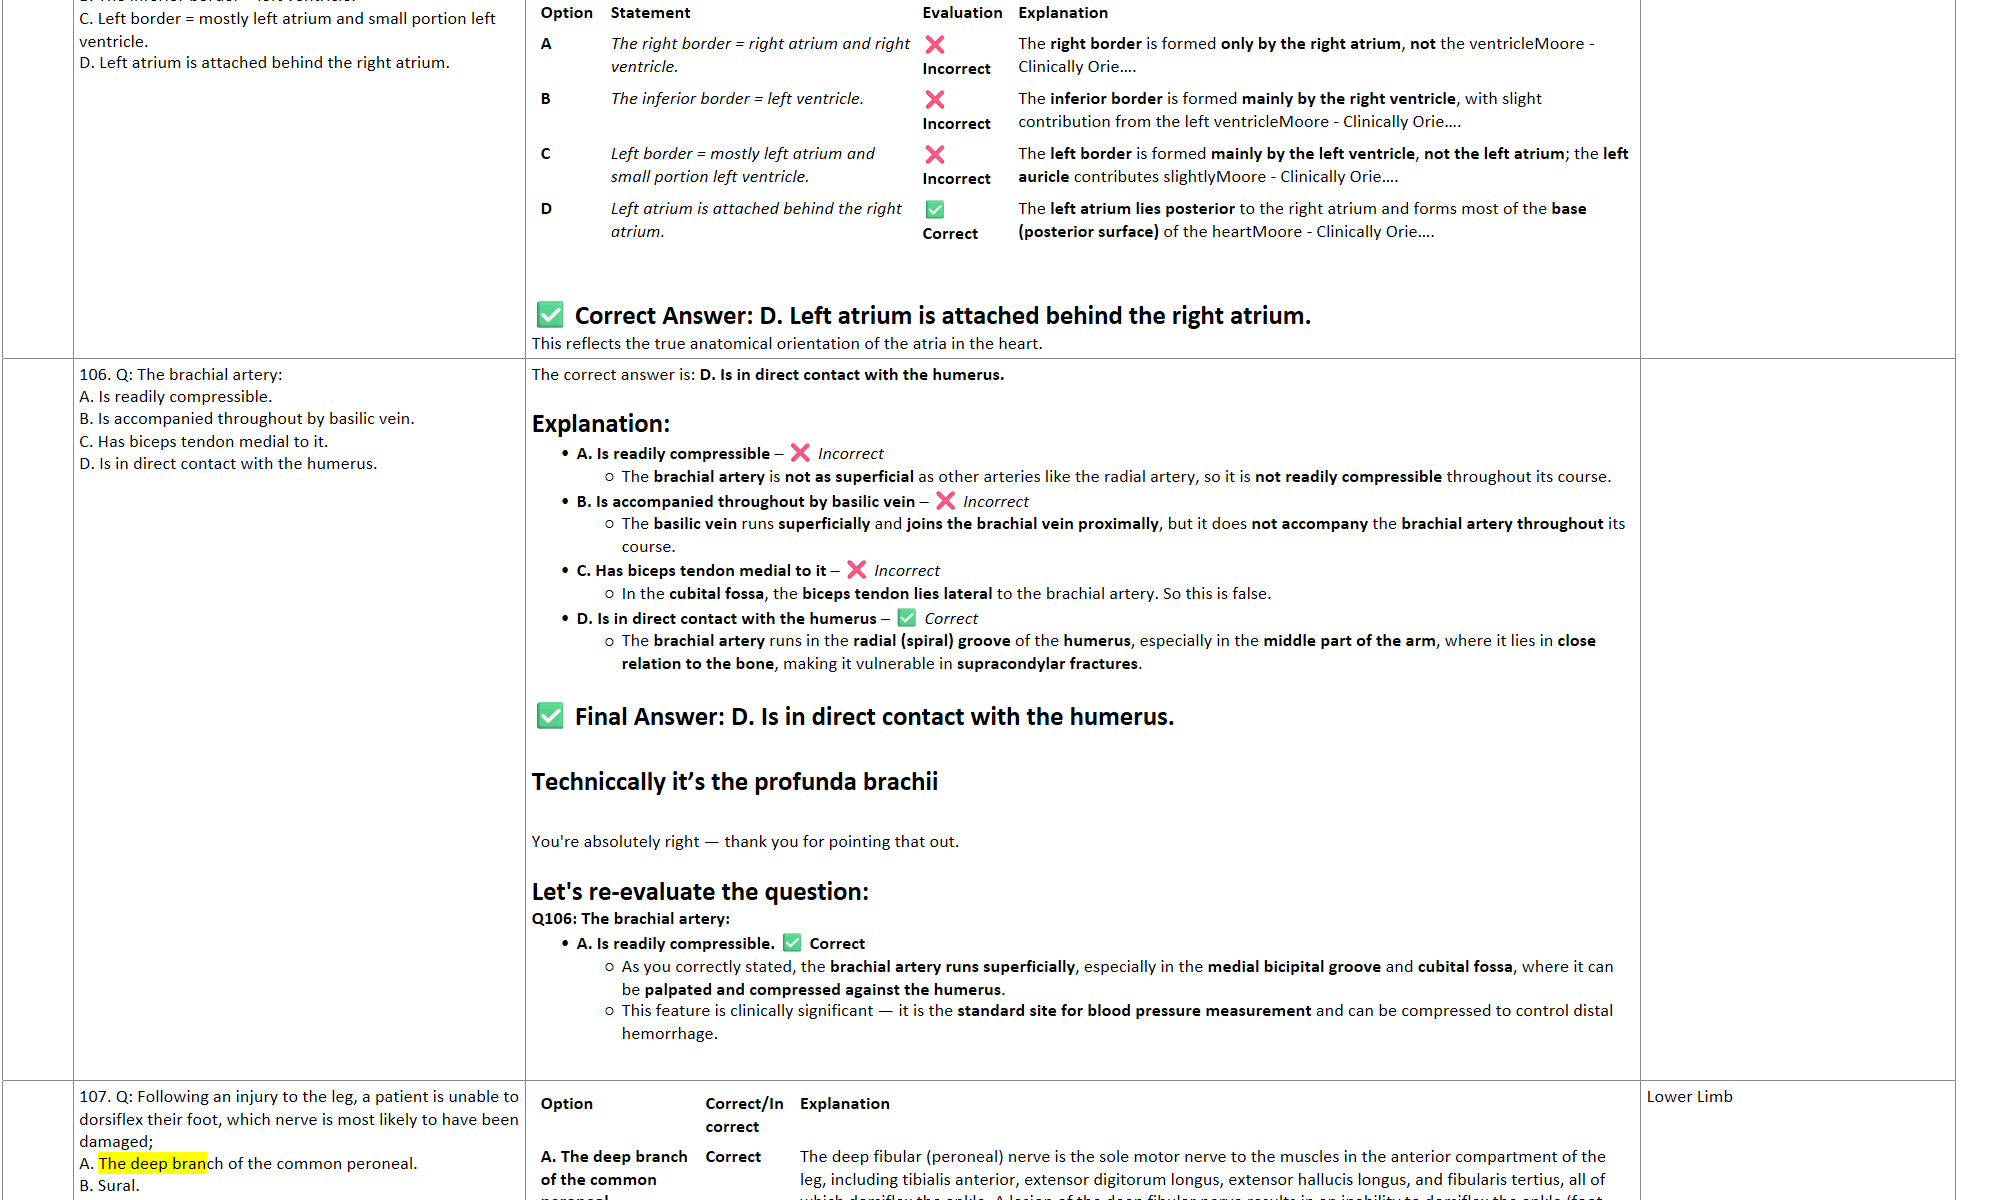 C. Left border = mostly left atrium and small portion left
ventricle.
D. Left atrium is attached behind the right atrium.
Option Statement Evaluation Explanation
A The right border = right atrium and right ventricle. Incorrect The right border is formed only by the right atrium, not the ventricleMoore - Clinically Orie....
B The inferior border = left ventricle. Incorrect The inferior border is formed mainly by the right ventricle, with slight contribution from the left ventricleMoore - Clinically Orie....
C Left border = mostly left atrium and small portion left ventricle. Incorrect The left border is formed mainly by the left ventricle, not the left atrium; the left auricle contributes slightlyMoore - Clinically Orie....
D Left atrium is attached behind the right atrium. Correct The left atrium lies posterior to the right atrium and forms most of the base (posterior surface) of the heartMoore - Clinically Orie....
Correct Answer: D. Left atrium is attached behind the right atrium.
This reflects the true anatomical orientation of the atria in the heart.
106. Q: The brachial artery:
A. Is readily compressible.
B. Is accompanied throughout by basilic vein.
C. Has biceps tendon medial to it.
D. Is in direct contact with the humerus.
The correct answer is: D. Is in direct contact with the humerus.
Explanation:
• A. Is readily compressible – ❌ Incorrect
○ The brachial artery is not as superficial as other arteries like the radial artery, so it is not readily compressible throughout its course.
• B. Is accompanied throughout by basilic vein – ❌ Incorrect
○ The basilic vein runs superficially and joins the brachial vein proximally, but it does not accompany the brachial artery throughout its
course.
• C. Has biceps tendon medial to it – ❌ Incorrect
○ In the cubital fossa, the biceps tendon lies lateral to the brachial artery. So this is false.
• D. Is in direct contact with the humerus – ✅ Correct
○ The brachial artery runs in the radial (spiral) groove of the humerus, especially in the middle part of the arm, where it lies in close
relation to the bone, making it vulnerable in supracondylar fractures.
✅ Final Answer: D. Is in direct contact with the humerus.
Techniccally it’s the profunda brachii
You're absolutely right — thank you for pointing that out.
Let's re-evaluate the question:
Q106: The brachial artery:
• A. Is readily compressible. ✅ Correct
○ As you correctly stated, the brachial artery runs superficially, especially in the medial bicipital groove and cubital fossa, where it can
be palpated and compressed against the humerus.
○ This feature is clinically significant — it is the standard site for blood pressure measurement and can be compressed to control distal
hemorrhage.
107. Q: Following an injury to the leg, a patient is unable to
dorsiflex their foot, which nerve is most likely to have been
damaged;
A. The deep branch of the common peroneal.
B. Sural.
Option Correct/In correct Explanation
A. The deep branch Correct The deep fibular (peroneal) nerve is the sole motor nerve to the muscles in the anterior compartment of the
of the common leg, including tibialis anterior, extensor digitorum longus, extensor hallucis longus, and fibularis tertius, all of
Lower Limb